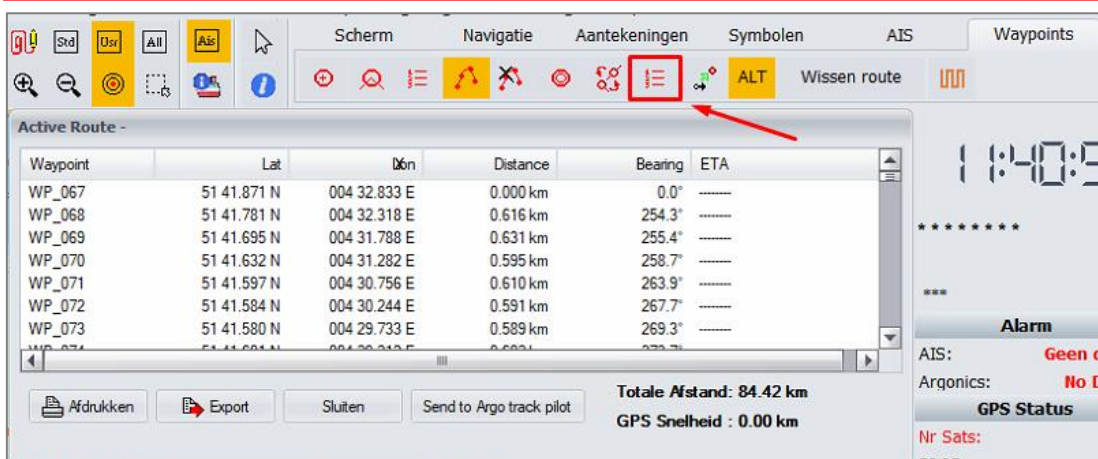 Std Usr All Ais Scherm Navigatie Aantekeningen Symbolen AIS Waypoints
ALT Wissen route
Active Route -
Waypoint Lat Lon Distance Bearing ETA
WP_067 51 41.871 N 004 32.833 E 0.000 km 0.0° --------
WP_068 51 41.781 N 004 32.318 E 0.616 km 254.3° --------
WP_069 51 41.695 N 004 31.788 E 0.631 km 255.4° --------
WP_070 51 41.632 N 004 31.282 E 0.595 km 258.7° --------
WP_071 51 41.597 N 004 30.756 E 0.610 km 263.9° --------
WP_072 51 41.584 N 004 30.244 E 0.591 km 267.7° --------
WP_073 51 41.580 N 004 29.733 E 0.589 km 269.3° --------
Afdrukken Export Sluiten Send to Argo track pilot
Totale Afstand: 84.42 km
GPS Snelheid : 0.00 km
11:40:5
********
***
Alarm
AIS: Geen
Argonics: No
GPS Status
Nr Sats: